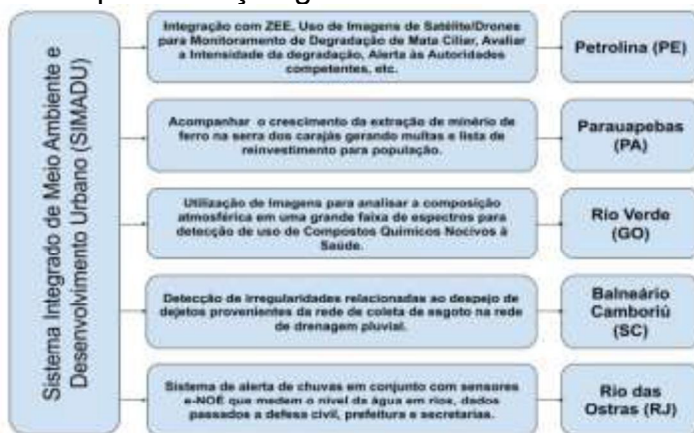 Sistema Integrado de Meio Ambiente e
Desenvolvimento Urbano (SIMADU)
Integração com ZEE, Uso de Imagens de Satélite/Drones
para Monitoramento de Degradação de Mata Ciliar, Avaliar
a Intensidade da degradação, Alerta às Autoridades
competentes, etc.
Petrolina (PE)
Acompanhar o crescimento da extração de minério de
ferro na serra dos carajás gerando multas e lista de
reinvestimento para população.
Parauapebas
(PA)
Utilização de Imagens para analisar a composição
atmosférica em uma grande faixa de espectros para
detecção de uso de Compostos Químicos Nocivos à
Saúde.
Rio Verde
(GO)
Detecção de irregularidades relacionadas ao despejo de
dejetos provenientes da rede de coleta de esgoto na rede
de drenagem pluvial.
Balneário
Camboriú
(SC)
Sistema de alerta de chuvas em conjunto com sensores
e-NOE que medem o nível da água em rios, dados
passados a defesa civil, prefeitura e secretarias.
Rio das
Ostras (RJ)